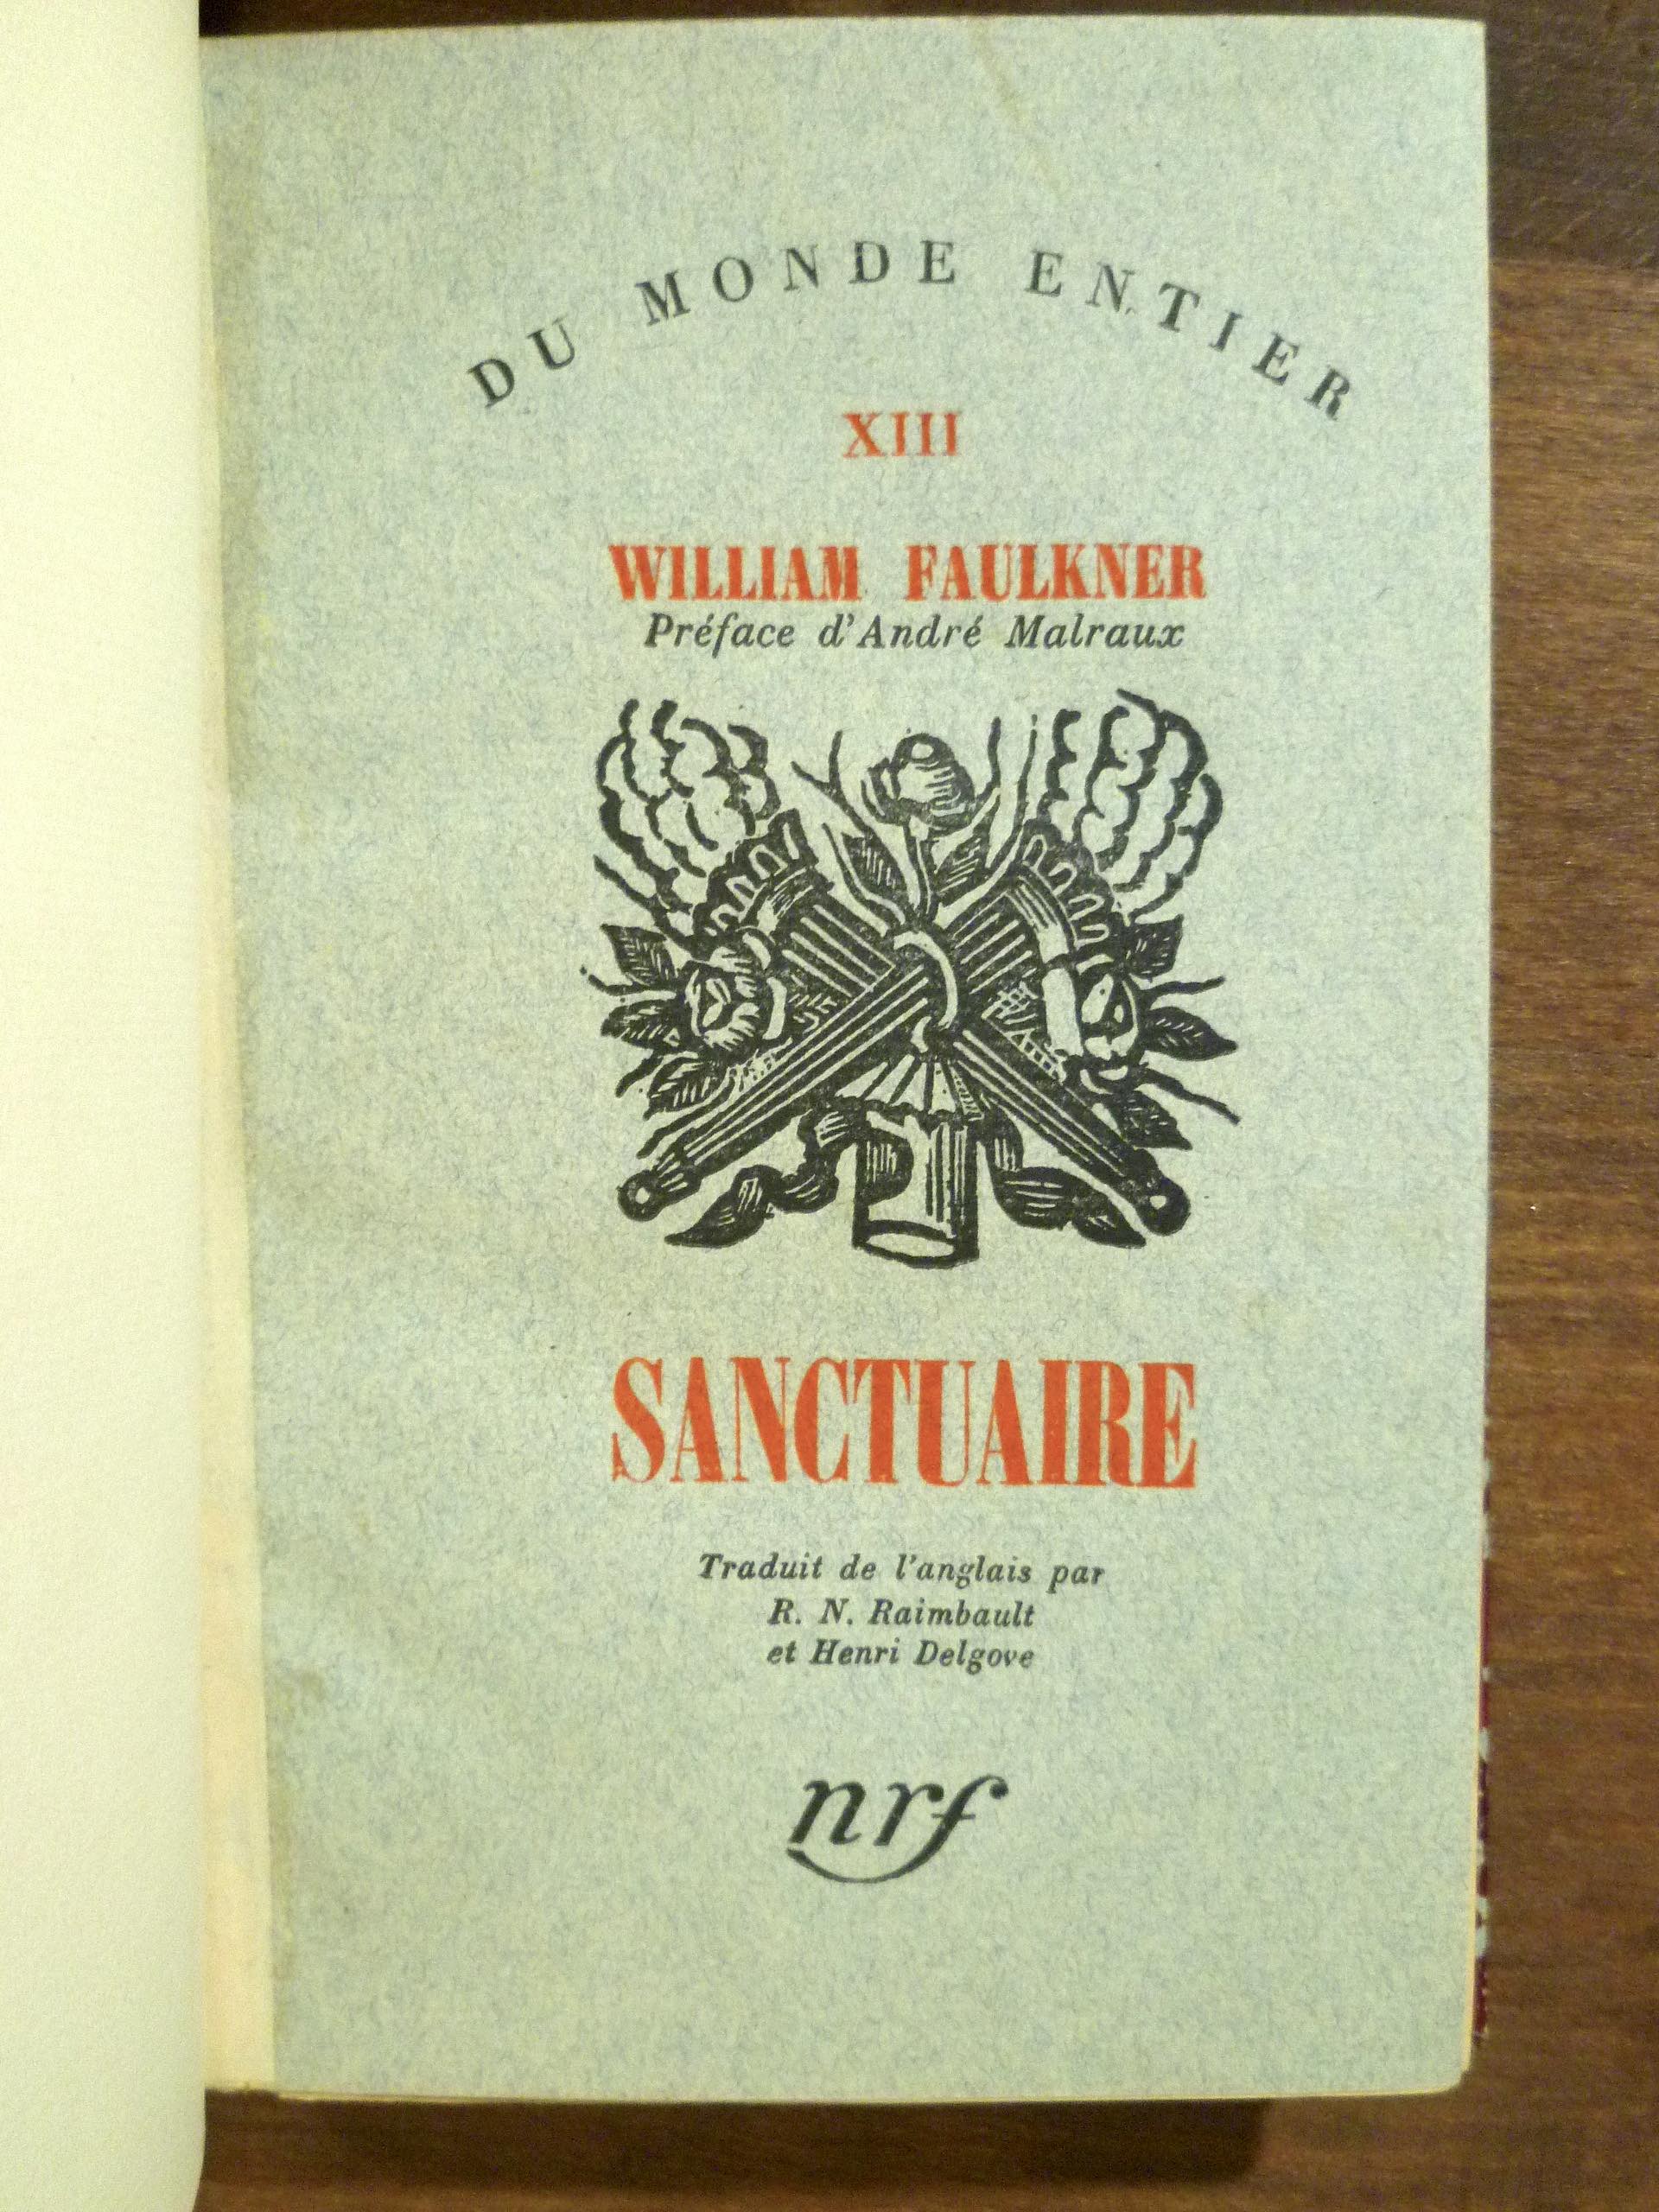 DU MONDE ENTIER
XIII
WILLIAM FAULKNER
Préface d'André Malraux
SANCTUAIRE
Traduit de l'anglais par
R. N. Raimbault
et Henri Delgove
nrf